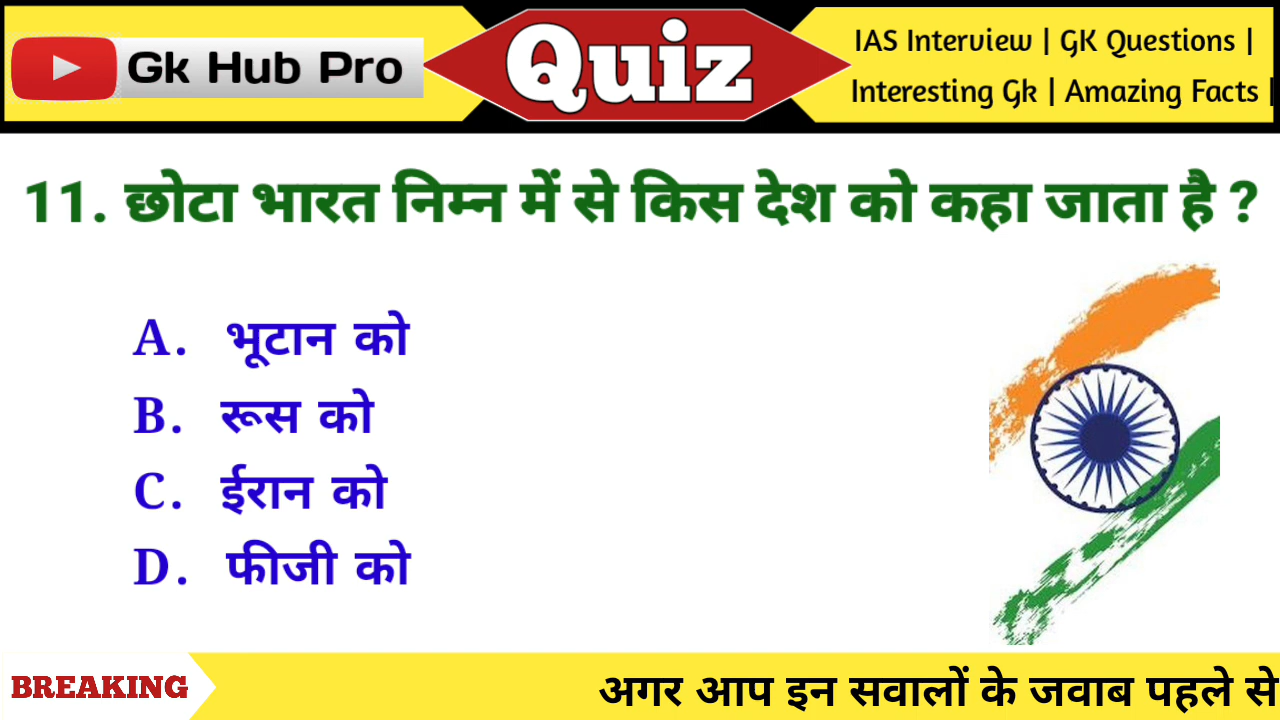 Gk Hub Pro
Quiz
IAS Interview | GK Questions |
Interesting Gk | Amazing Facts |
11. छोटा भारत निम्न में से किस देश को कहा जाता है ?
A. भूटान को
B. रूस को
C. ईरान को
D. फीजी को
BREAKING
अगर आप इन सवालों के जवाब पहले से